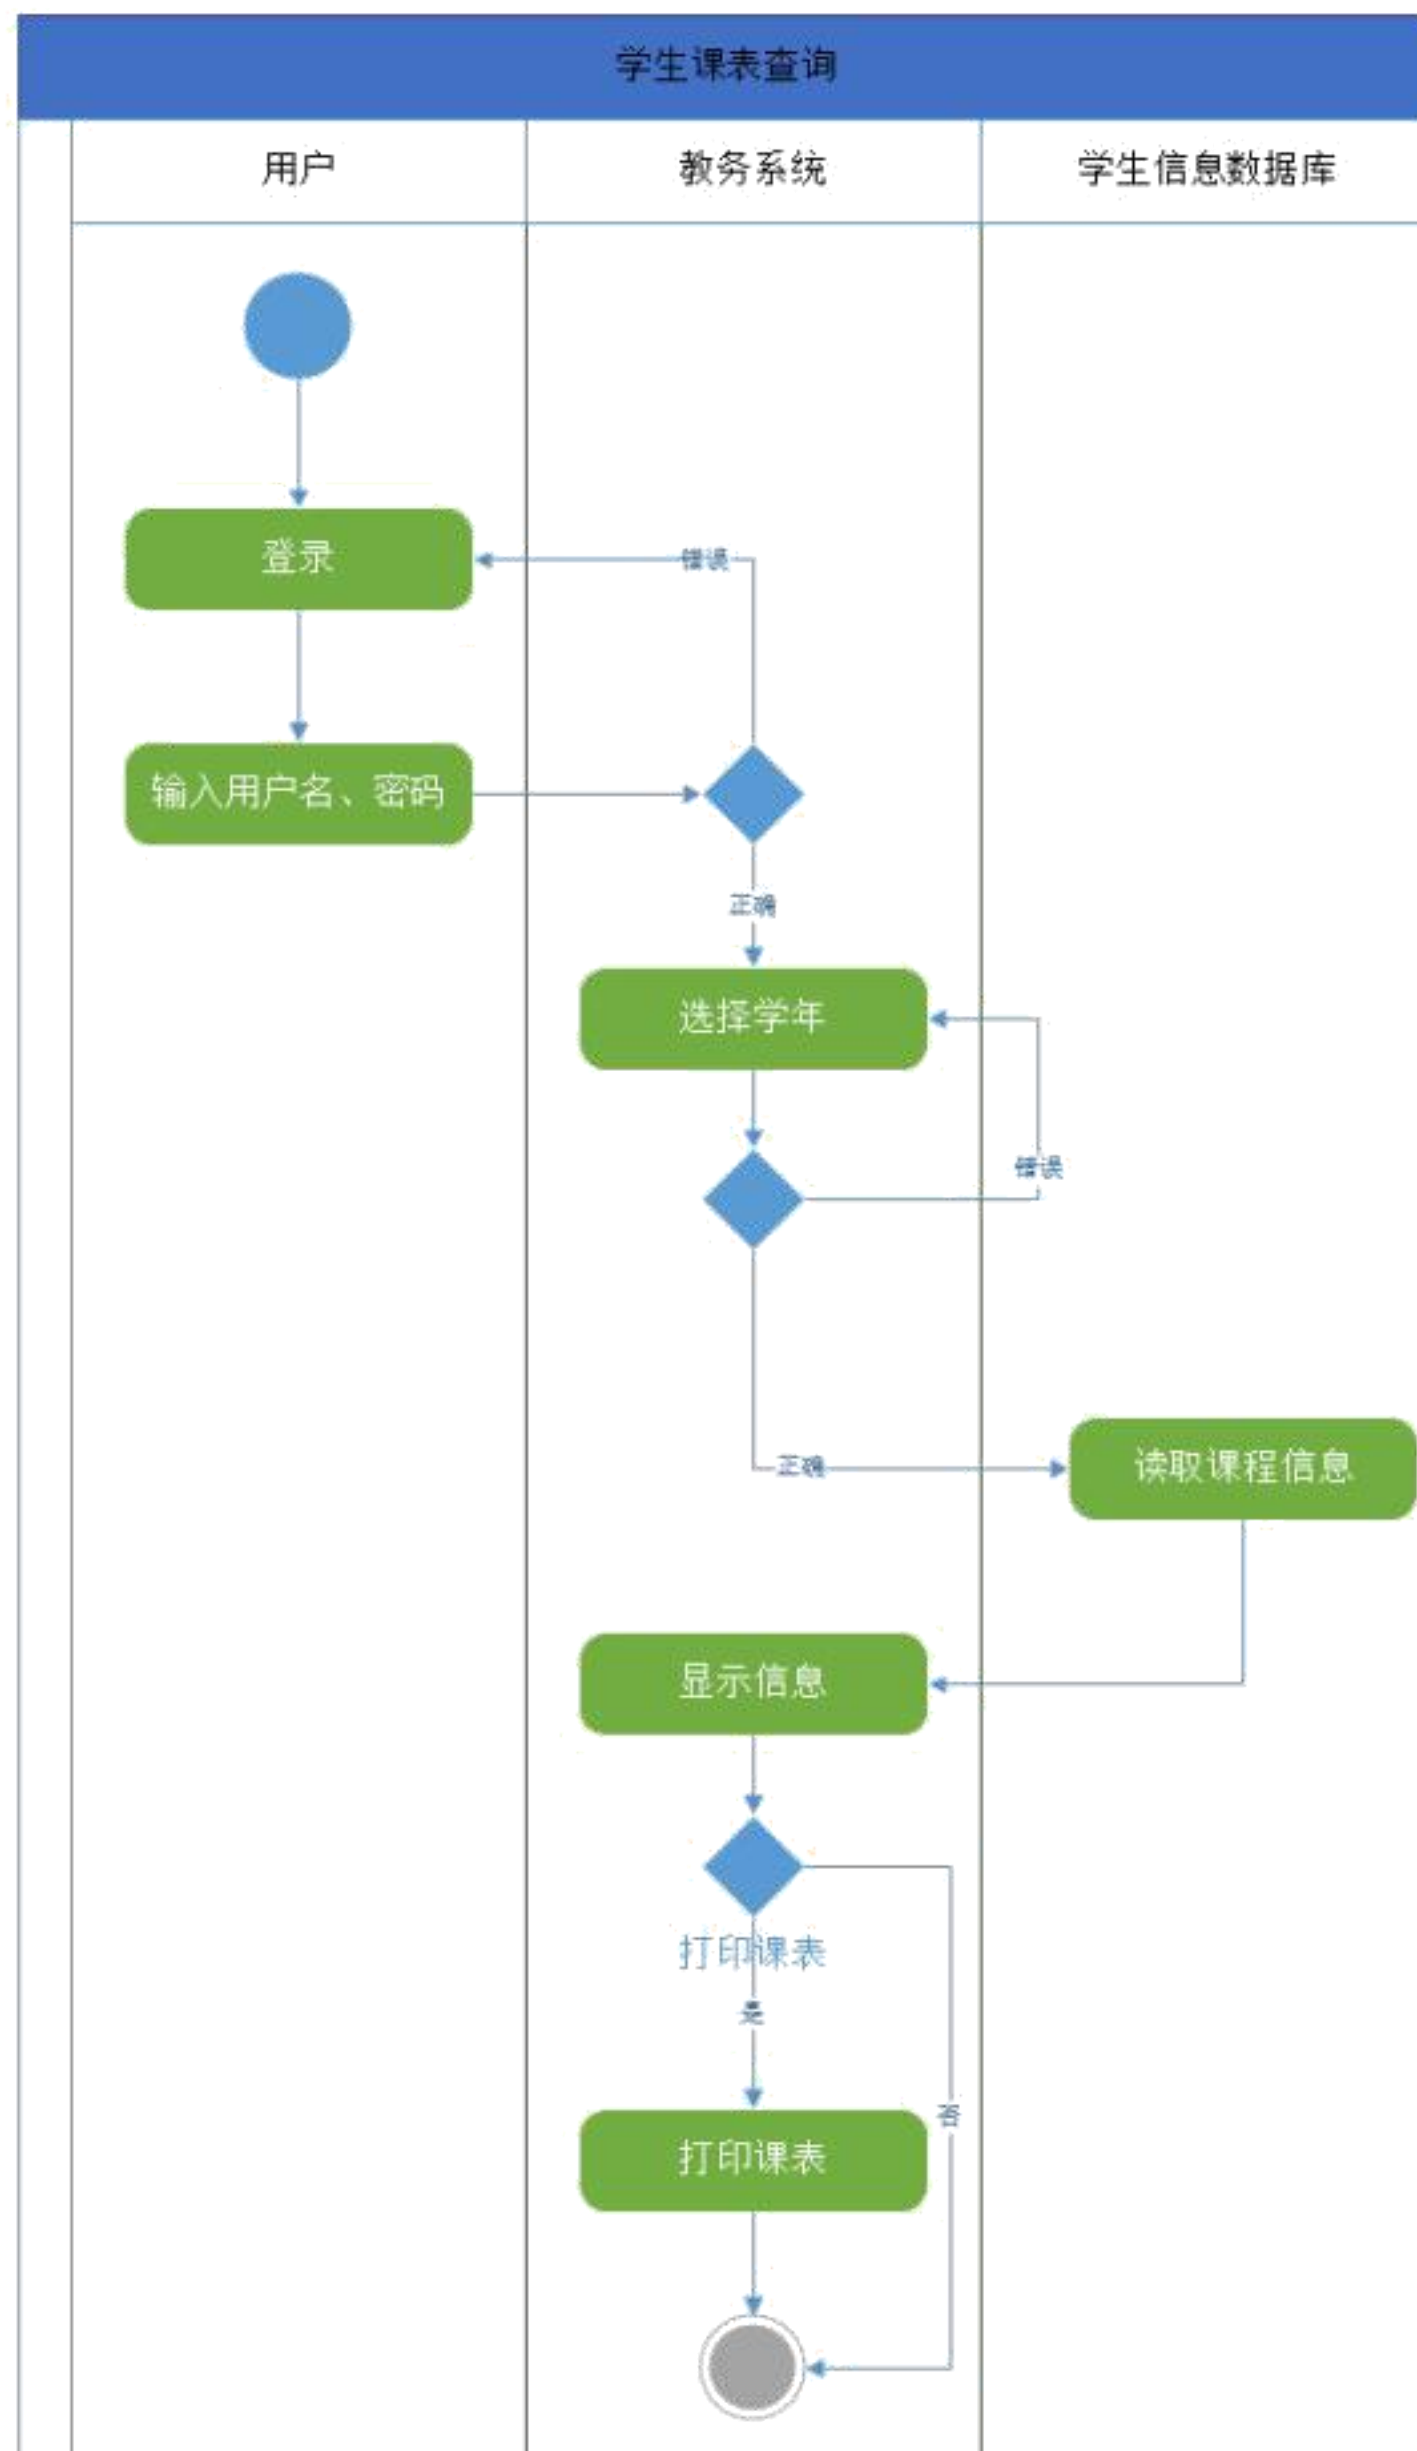 学生课表查询
用户
教务系统
学生信息数据库
登录
错误
输入用户名、密码
正确
选择学年
错误
正确
读取课程信息
显示信息
打印课表
是
否
打印课表